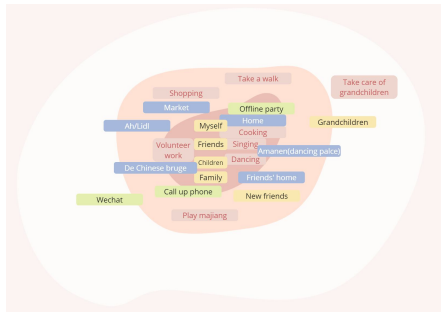 Take a walk
Take care of
grandchildren
Shopping
Market
Offline party
Home
Grandchildren
Ah/Lidl
Myself
Cooking
Volunteer
work
Friends
Singing
Amanen(dancing palce)
Children
Dancing
De Chinese bruge
Family
Friends' home
Call up phone
New friends
Wechat
Play majiang